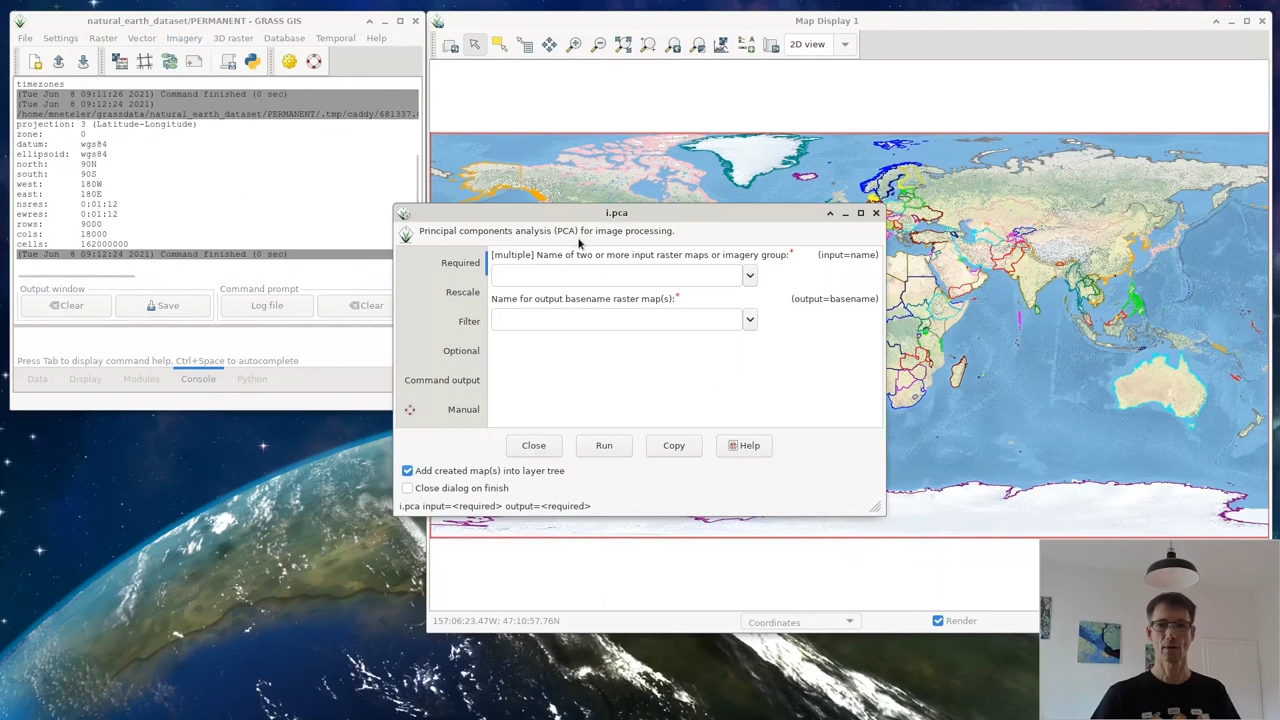 natural_earth_dataset/PERMANENT - GRASS GIS
File Settings Raster Vector Imagery 3D raster Database Temporal Help
timezones
(Tue Jun 8 09:11:26 2021) Command finished (0 sec)
(Tue Jun 8 09:12:24 2021)
/home/mneteler/grassdata/natural_earth_dataset/PERMANENT/.tmp/caddy/681337.
projection: 3 (Latitude-Longitude)
zone: 0
datum: wgs84
ellipsoid: wgs84
north: 90N
south: 90S
west: 180W
east: 180E
nsres: 0:01:12
ewres: 0:01:12
rows: 9000
cols: 18000
cells: 162000000
(Tue Jun 8 09:12:24 2021) Command finished (0 sec)
Output window Command prompt
Clear Save Log file Clear
Press Tab to display command help, Ctrl+Space to autocomplete
Data Display Modules Console Python
Map Display 1
2D view
i.pca
Principal components analysis (PCA) for image processing.
Required
Rescale
Filter
Optional
Command output
Manual
[multiple] Name of two or more input raster maps or imagery group:* (input=name)
Name for output basename raster map(s):* (output=basename)
Close Run Copy Help
Add created map(s) into layer tree
Close dialog on finish
i.pca input=<required> output=<required>
157:06:23.47W; 47:10:57.76N
Coordinates
Render